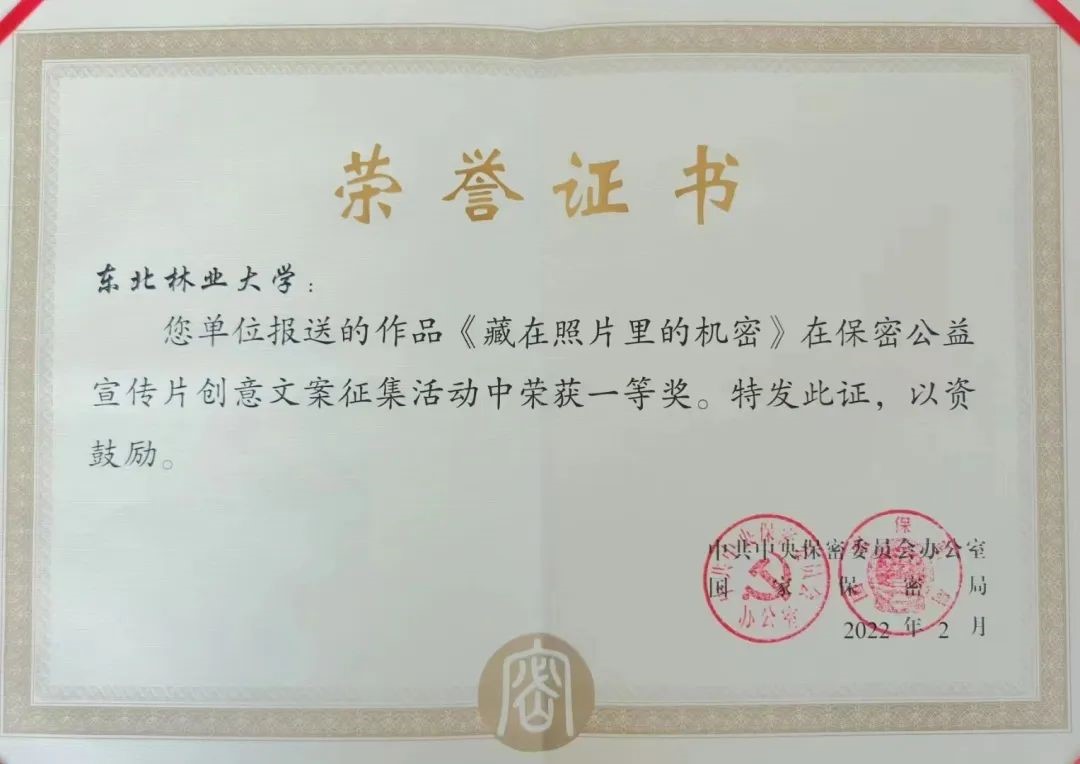 荣誉证书
东北林业大学：
您单位报送的作品《藏在照片里的机密》在保密公益
宣传片创意文案征集活动中荣获一等奖。特发此证，以资
鼓励。
中共中央保密委员会办公室
国家保密局
2022年2月
办公室
密